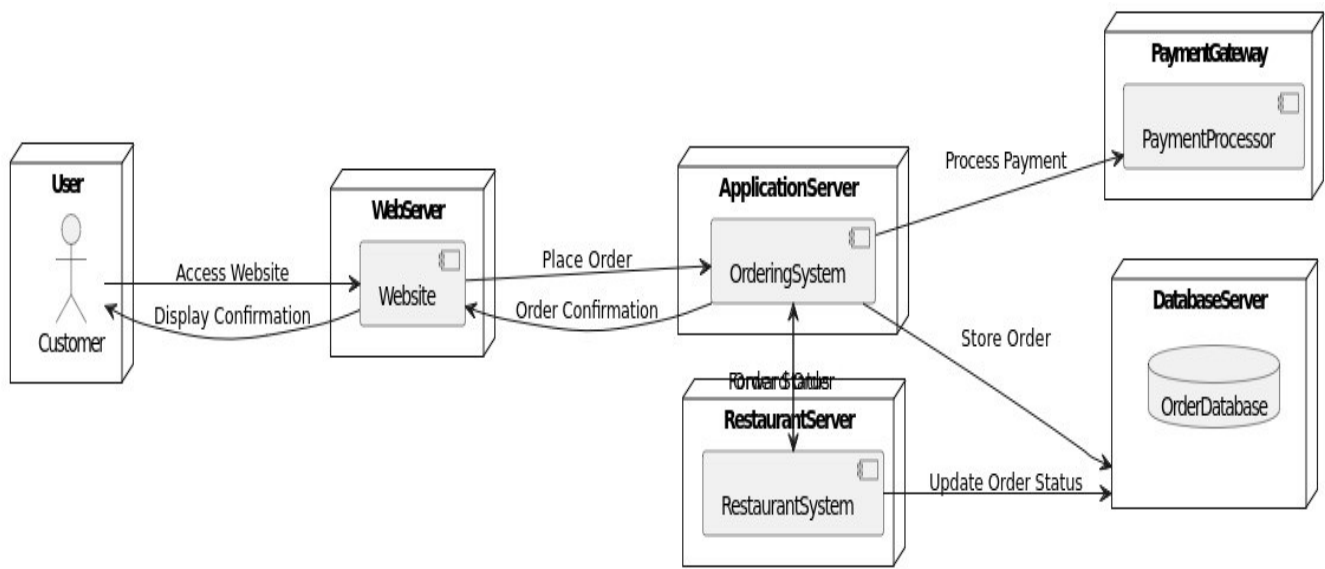 PaymentGateway
PaymentProcessor
Process Payment
User
Customer
Access Website
Display Confirmation
WebServer
Website
Place Order
Order Confirmation
ApplicationServer
OrderingSystem
Store Order
DatabaseServer
OrderDatabase
RestaurantServer
RestaurantSystem
Update Order Status